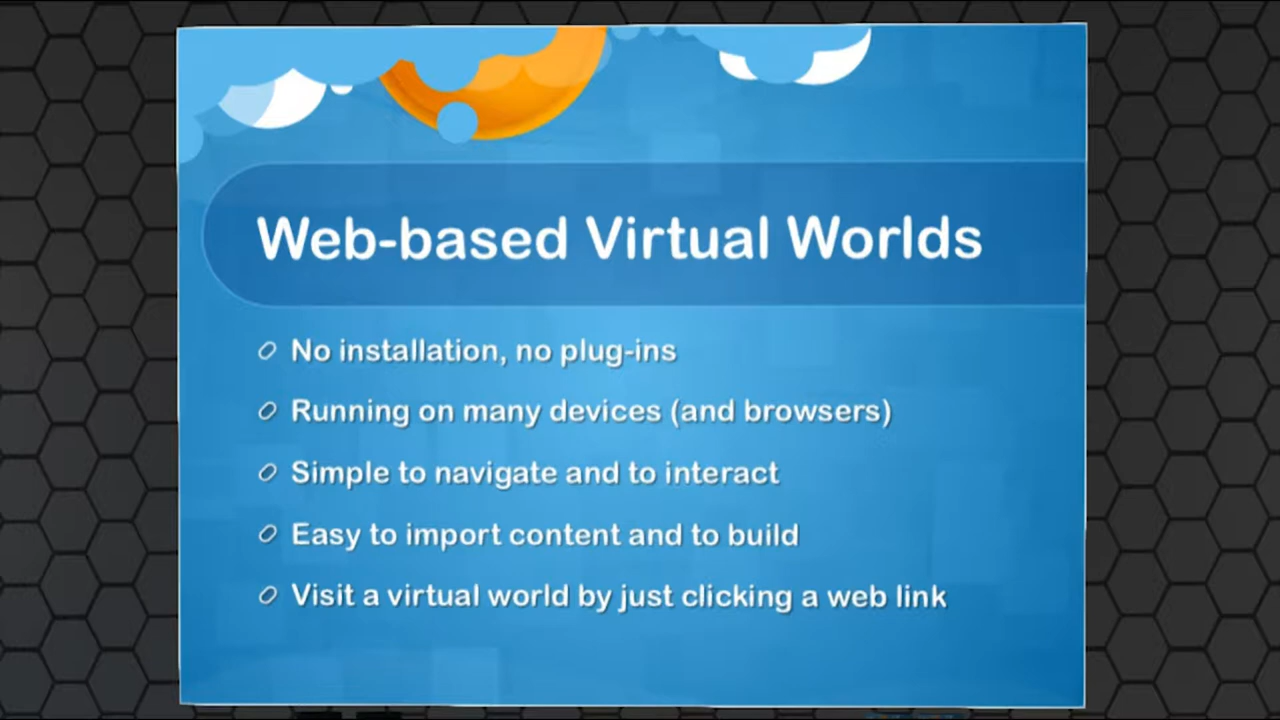 Web-based Virtual Worlds
No installation, no plug-ins
Running on many devices (and browsers)
Simple to navigate and to interact
Easy to import content and to build
Visit a virtual world by just clicking a web link